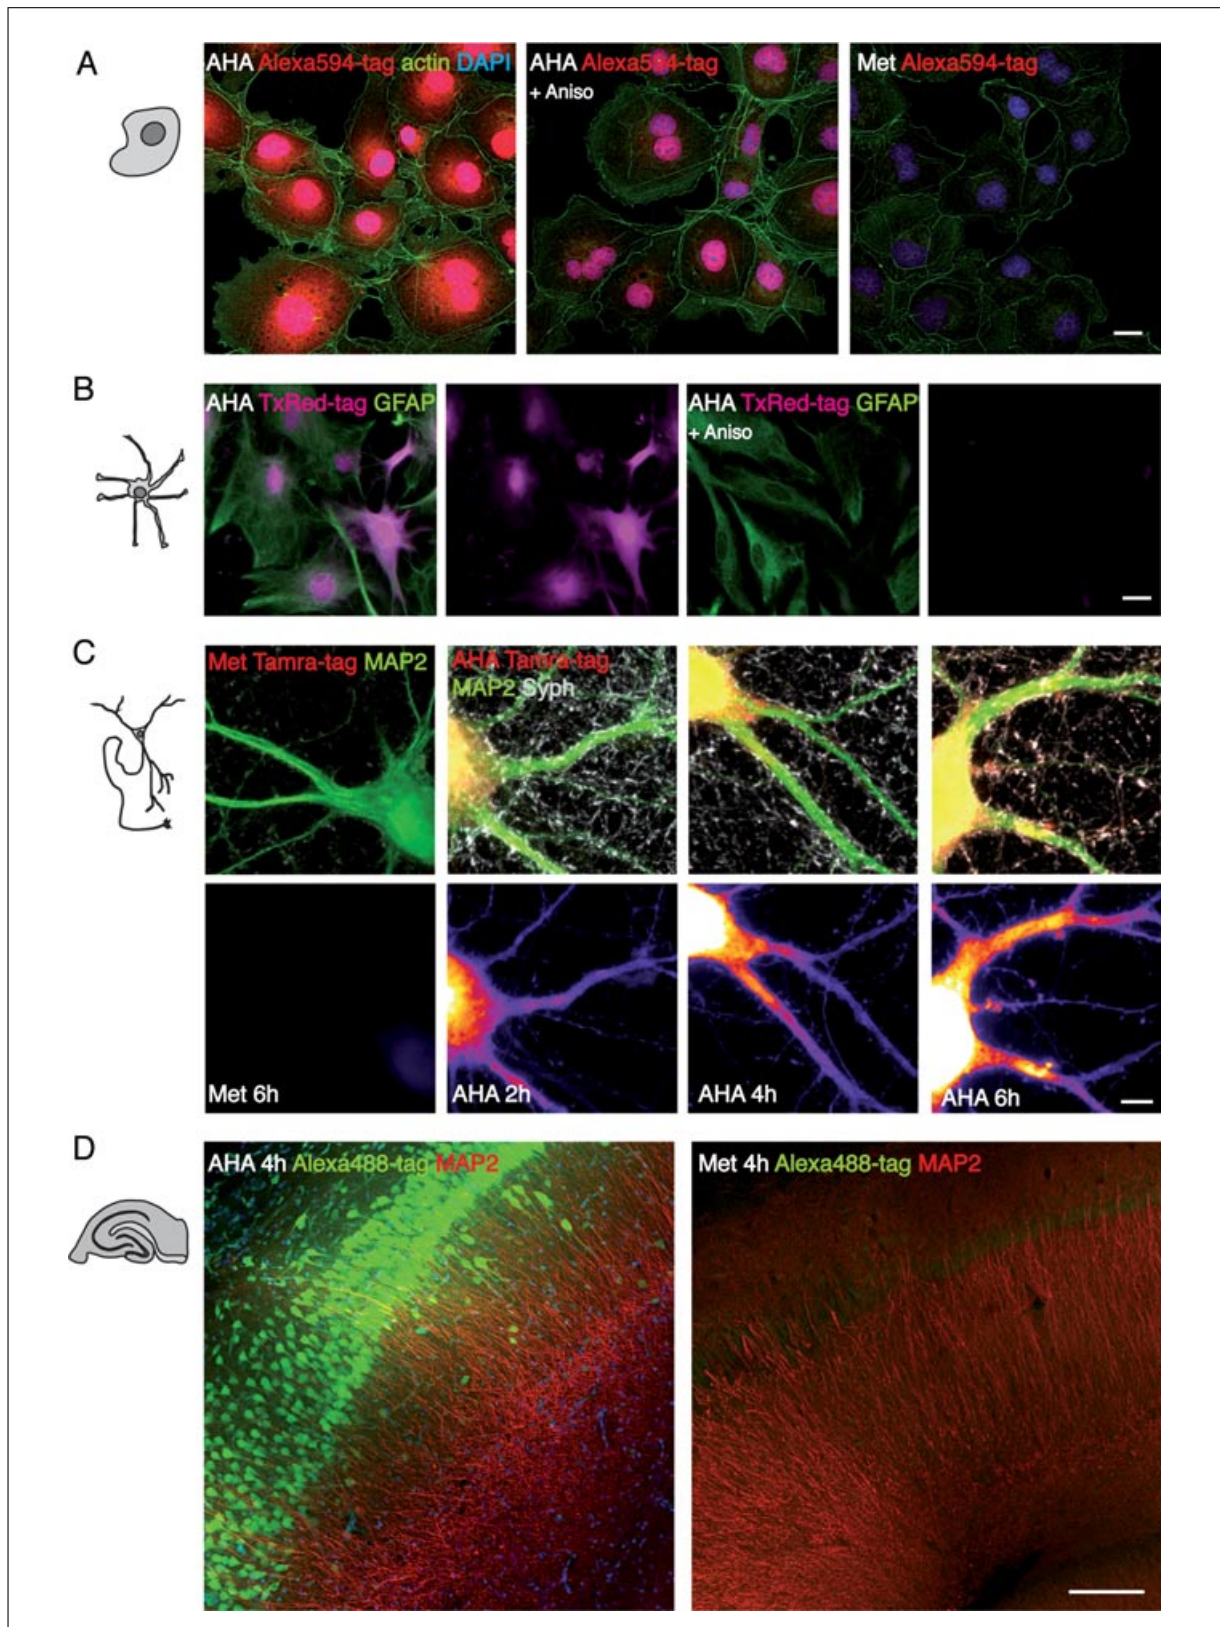 A
AHA Alexa594-tag actin DAPI
AHA Alexa594-tag
+ Aniso
Met Alexa594-tag
B
AHA TxRed-tag GFAP
AHA TxRed-tag GFAP
+ Aniso
C
Met Tamra-tag MAP2
AHA Tamra-tag
MAP2 Syph
Met 6h
AHA 2h
AHA 4h
AHA 6h
D
AHA 4h Alexa488-tag MAP2
Met 4h Alexa488-tag MAP2